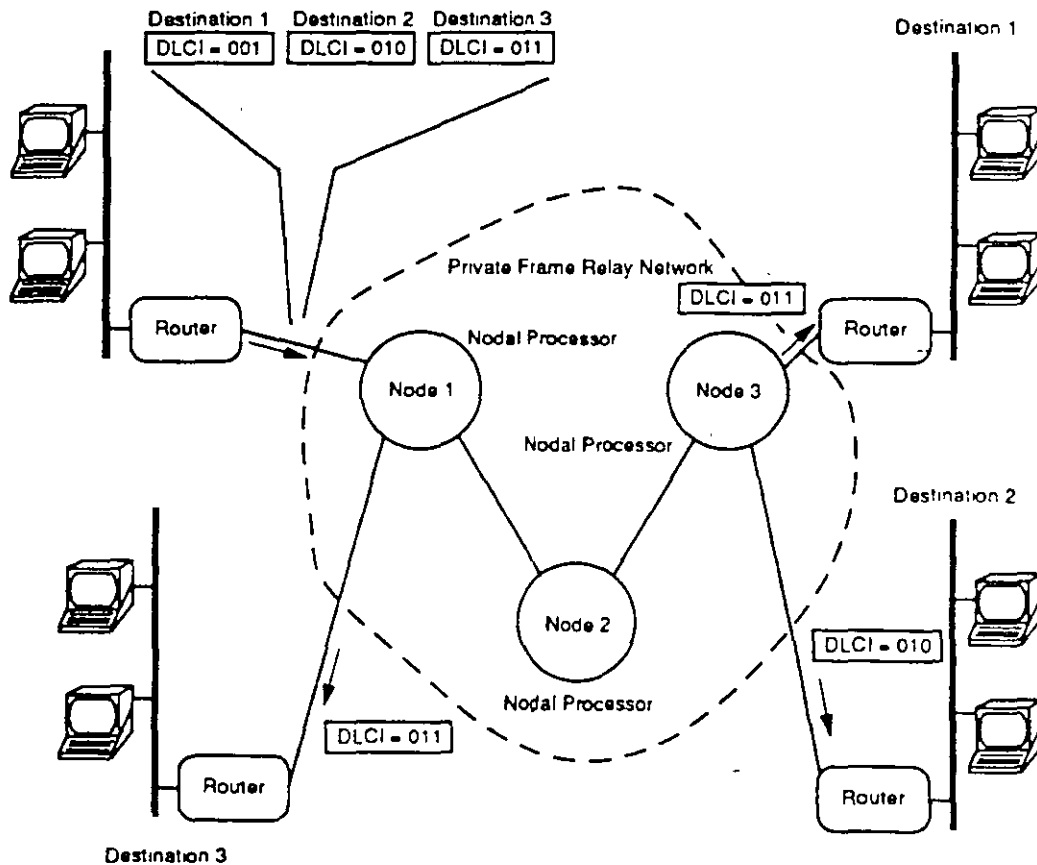 Destination 1 Destination 2 Destination 3
DLCI = 001 DLCI = 010 DLCI = 011
Destination 1
Private Frame Relay Network
DLCI = 011
Router
Nodal Processor
Router
Node 1
Node 3
Nodal Processor
Destination 2
Node 2
DLCI = 010
Nodal Processor
DLCI = 011
Router
Router
Destination 3